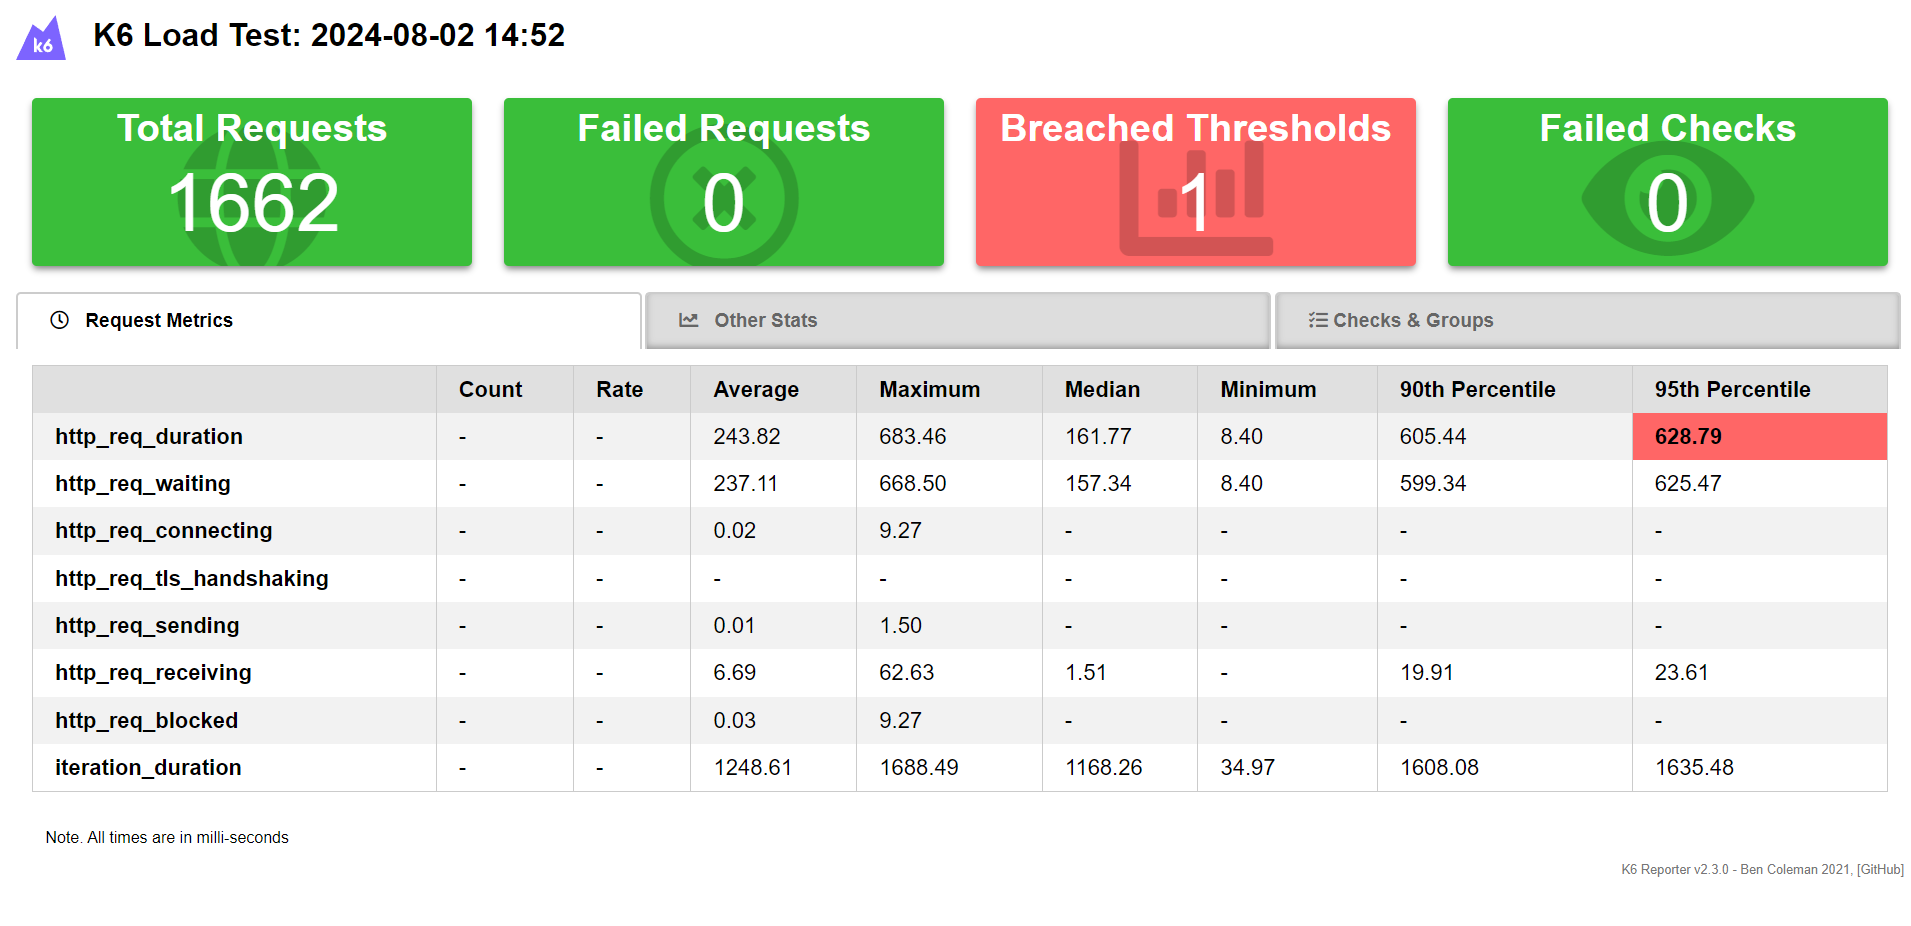 k6 K6 Load Test: 2024-08-02 14:52
Total Requests Failed Requests Breached Thresholds Failed Checks
1662 0 1 0
Request Metrics Other Stats Checks & Groups
Count Rate Average Maximum Median Minimum 90th Percentile 95th Percentile
http_req_duration - - 243.82 683.46 161.77 8.40 605.44 628.79
http_req_waiting - - 237.11 668.50 157.34 8.40 599.34 625.47
http_req_connecting - - 0.02 9.27 - - - -
http_req_tls_handshaking - - - - - - - -
http_req_sending - - 0.01 1.50 - - - -
http_req_receiving - - 6.69 62.63 1.51 - 19.91 23.61
http_req_blocked - - 0.03 9.27 - - - -
iteration_duration - - 1248.61 1688.49 1168.26 34.97 1608.08 1635.48
Note. All times are in milli-seconds
K6 Reporter v2.3.0 - Ben Coleman 2021, [GitHub]